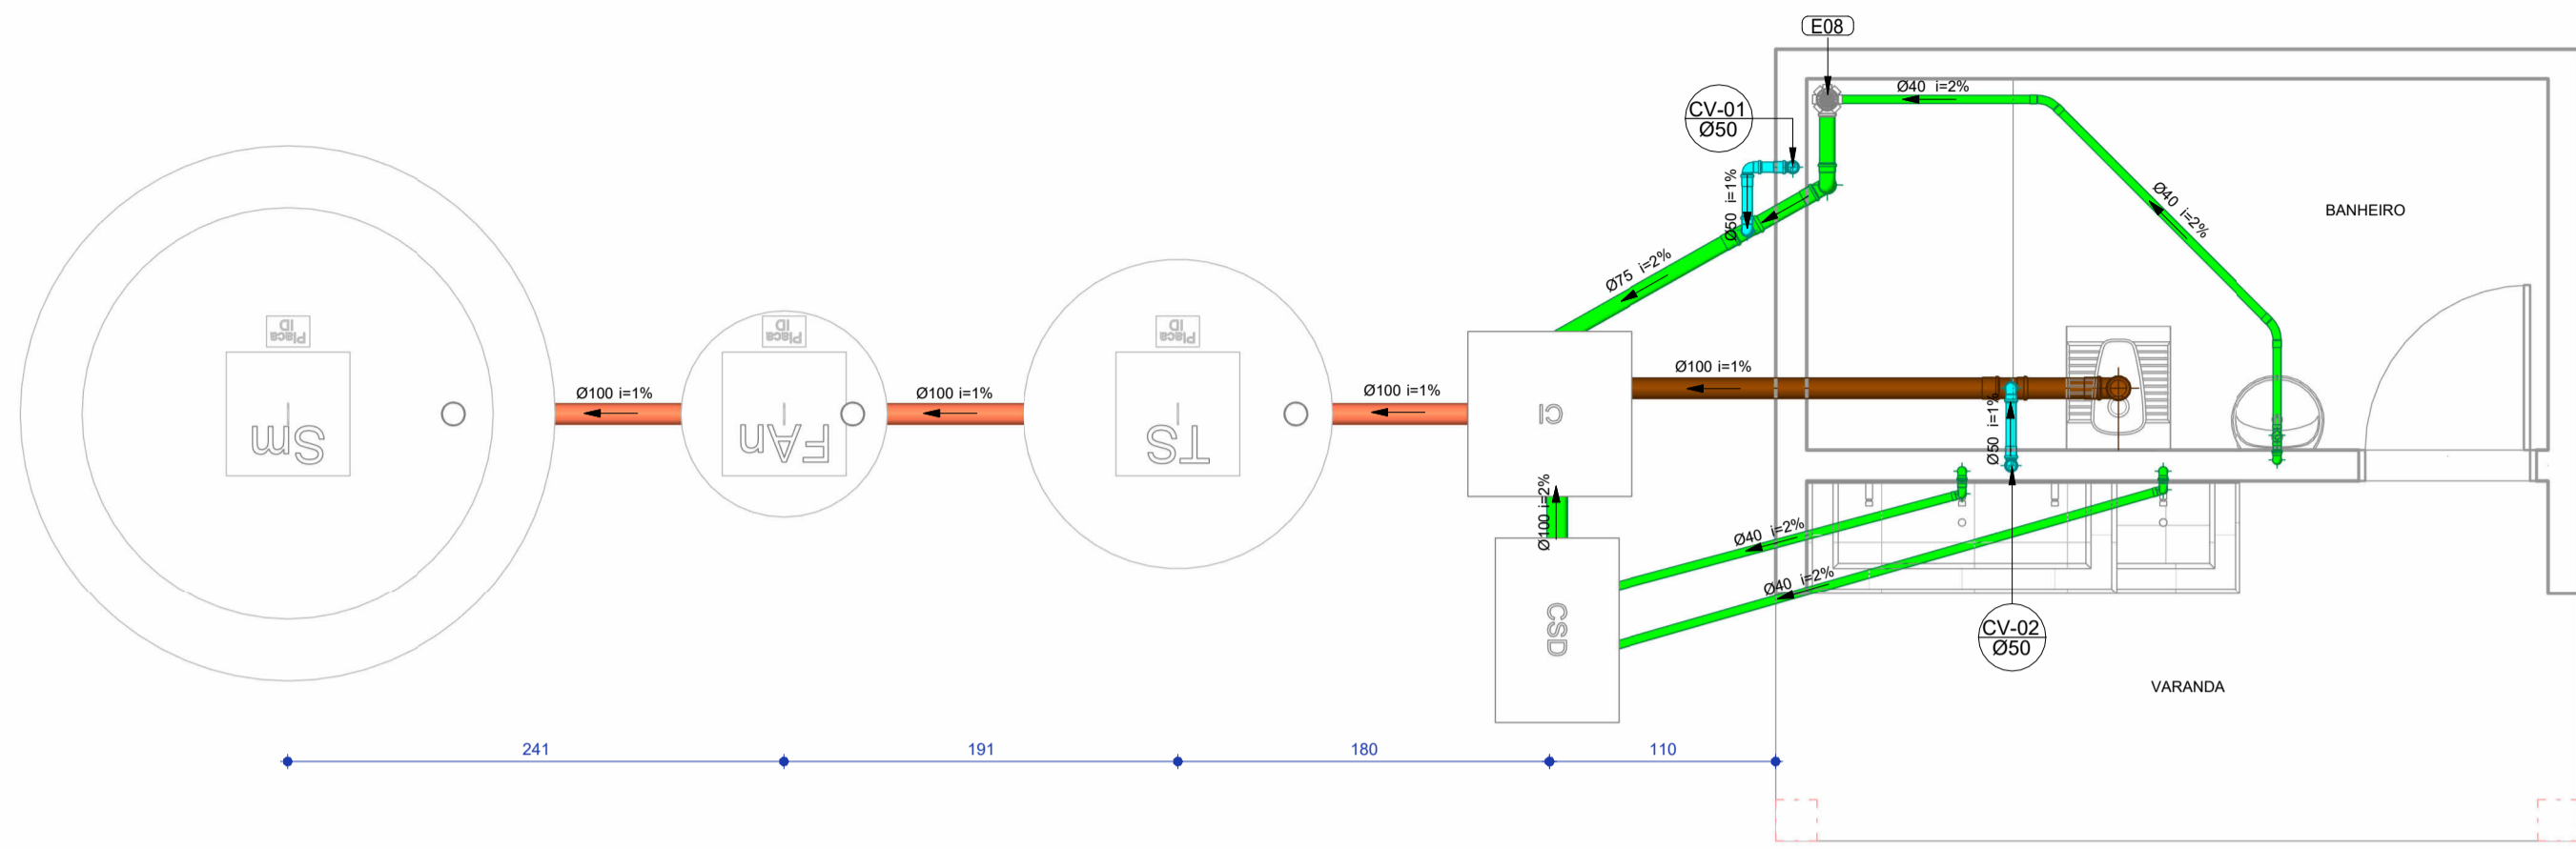 E08
CV-01
Ø50
Ø40 i=2%
Ø50 i=1%
Ø40 i=2%
BANHEIRO
Ø75 i=2%
Placa
ID
Placa
ID
Placa
ID
Ø100 i=1%
Ø100 i=1%
Ø100 i=1%
Ø100 i=1%
Sm
FAn
TS
CI
Ø50 i=1%
Ø100 i=2%
Ø40 i=2%
Ø40 i=2%
CSD
CV-02
Ø50
VARANDA
241
191
180
110